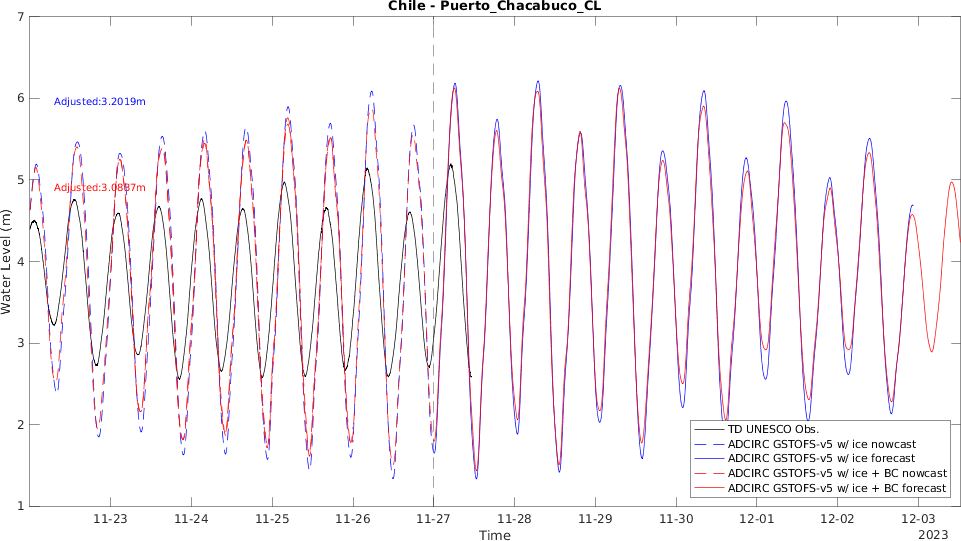 Chile - Puerto_Chacabuco_CL
7
6
5
4
3
2
1
Water Level (m)
Adjusted:3.2019m
Adjusted:3.0887m
TD UNESCO Obs.
ADCIRC GSTOFS-v5 w/ ice nowcast
ADCIRC GSTOFS-v5 w/ ice forecast
ADCIRC GSTOFS-v5 w/ ice + BC nowcast
ADCIRC GSTOFS-v5 w/ ice + BC forecast
11-23 11-24 11-25 11-26 11-27 11-28 11-29 11-30 12-01 12-02 12-03
Time
2023